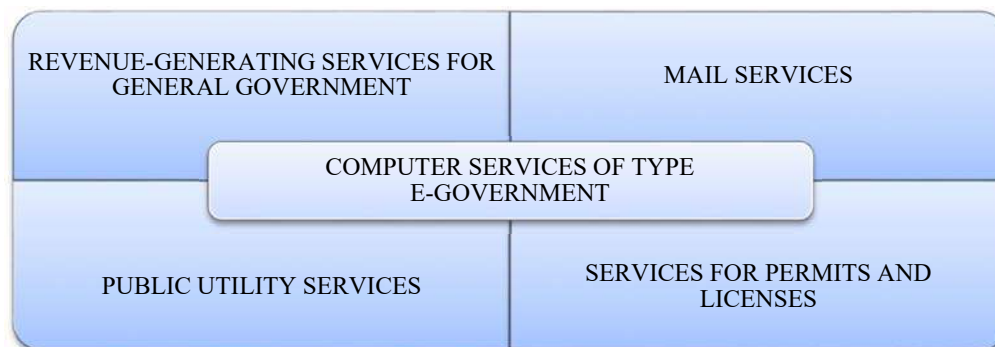 REVENUE-GENERATING SERVICES FOR
GENERAL GOVERNMENT
MAIL SERVICES
COMPUTER SERVICES OF TYPE
E-GOVERNMENT
PUBLIC UTILITY SERVICES
SERVICES FOR PERMITS AND
LICENSES